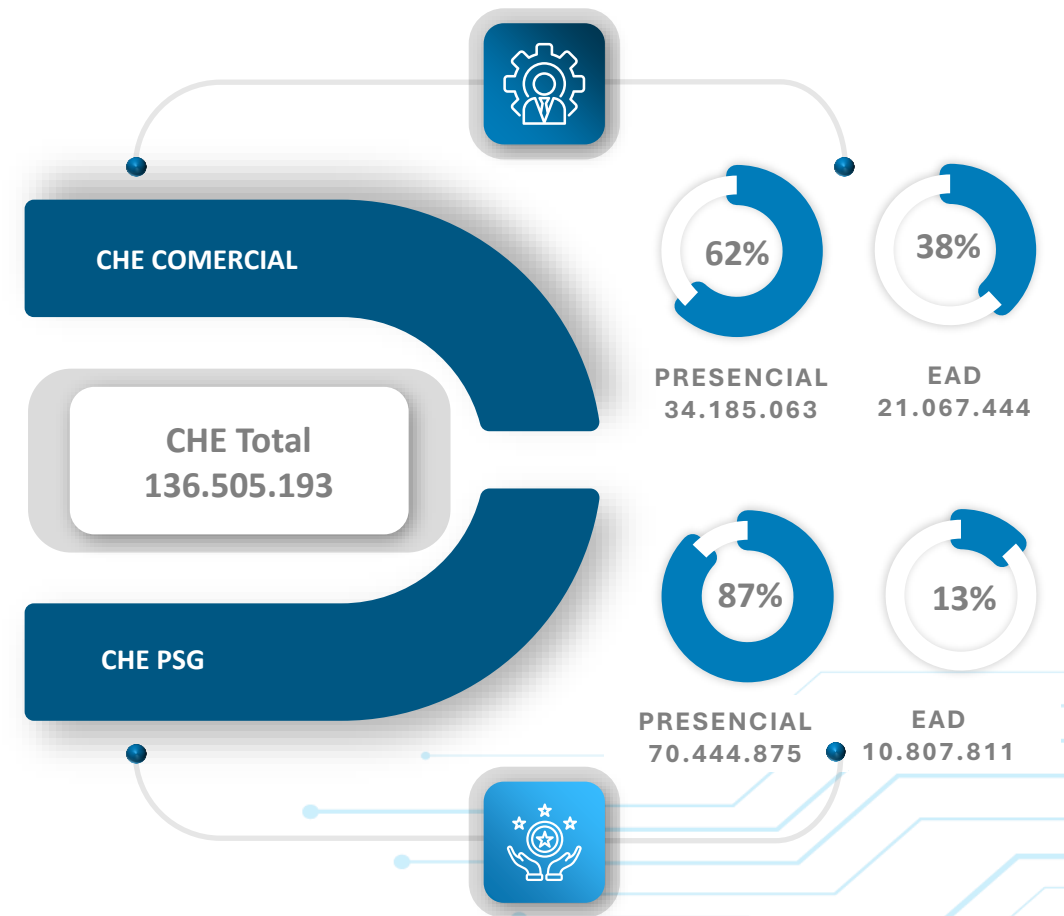 CHE COMERCIAL
62%
38%
PRESENCIAL
34.185.063
EAD
21.067.444
CHE Total
136.505.193
CHE PSG
87%
13%
PRESENCIAL
70.444.875
EAD
10.807.811